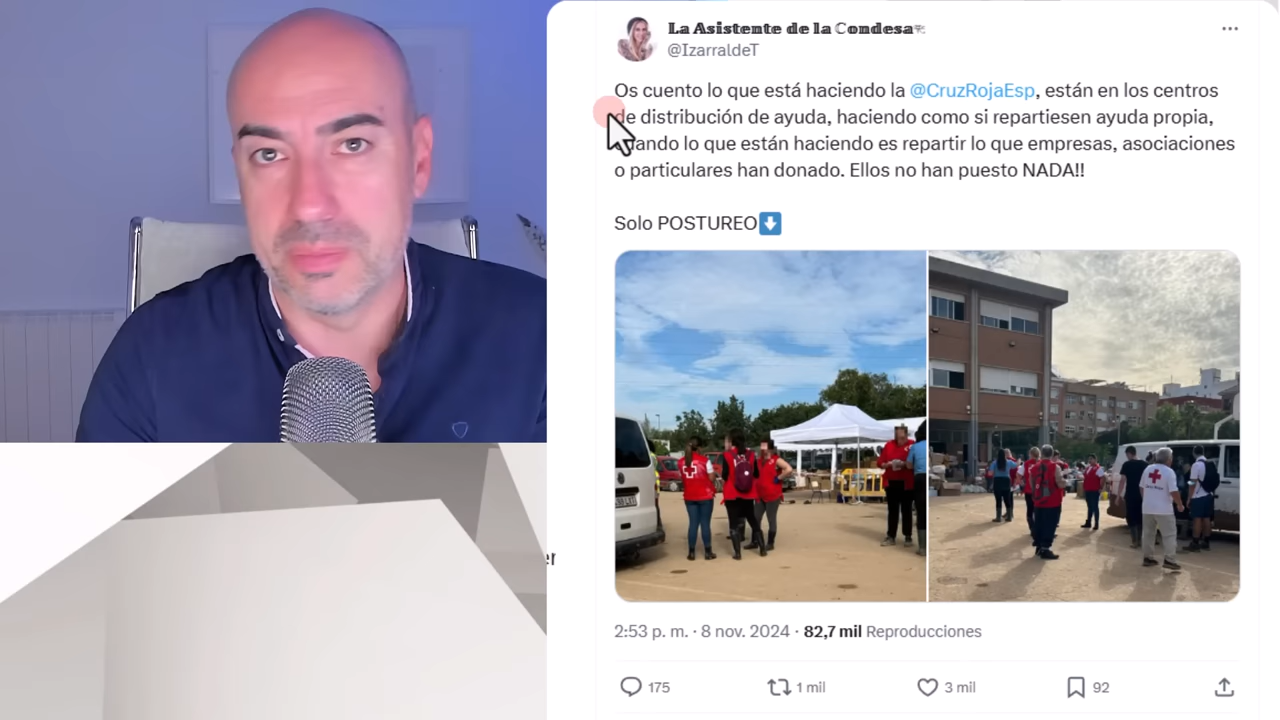 La Asistente de la Condesa
@IzarraldeT
Os cuento lo que está haciendo la @CruzRojaEsp, están en los centros
de distribución de ayuda, haciendo como si repartiesen ayuda propia,
cuando lo que están haciendo es repartir lo que empresas, asociaciones
o particulares han donado. Ellos no han puesto NADA!!
Solo POSTUREO⬇️
2:53 p. m. · 8 nov. 2024 · 82,7 mil Reproducciones
175
1 mil
3 mil
92